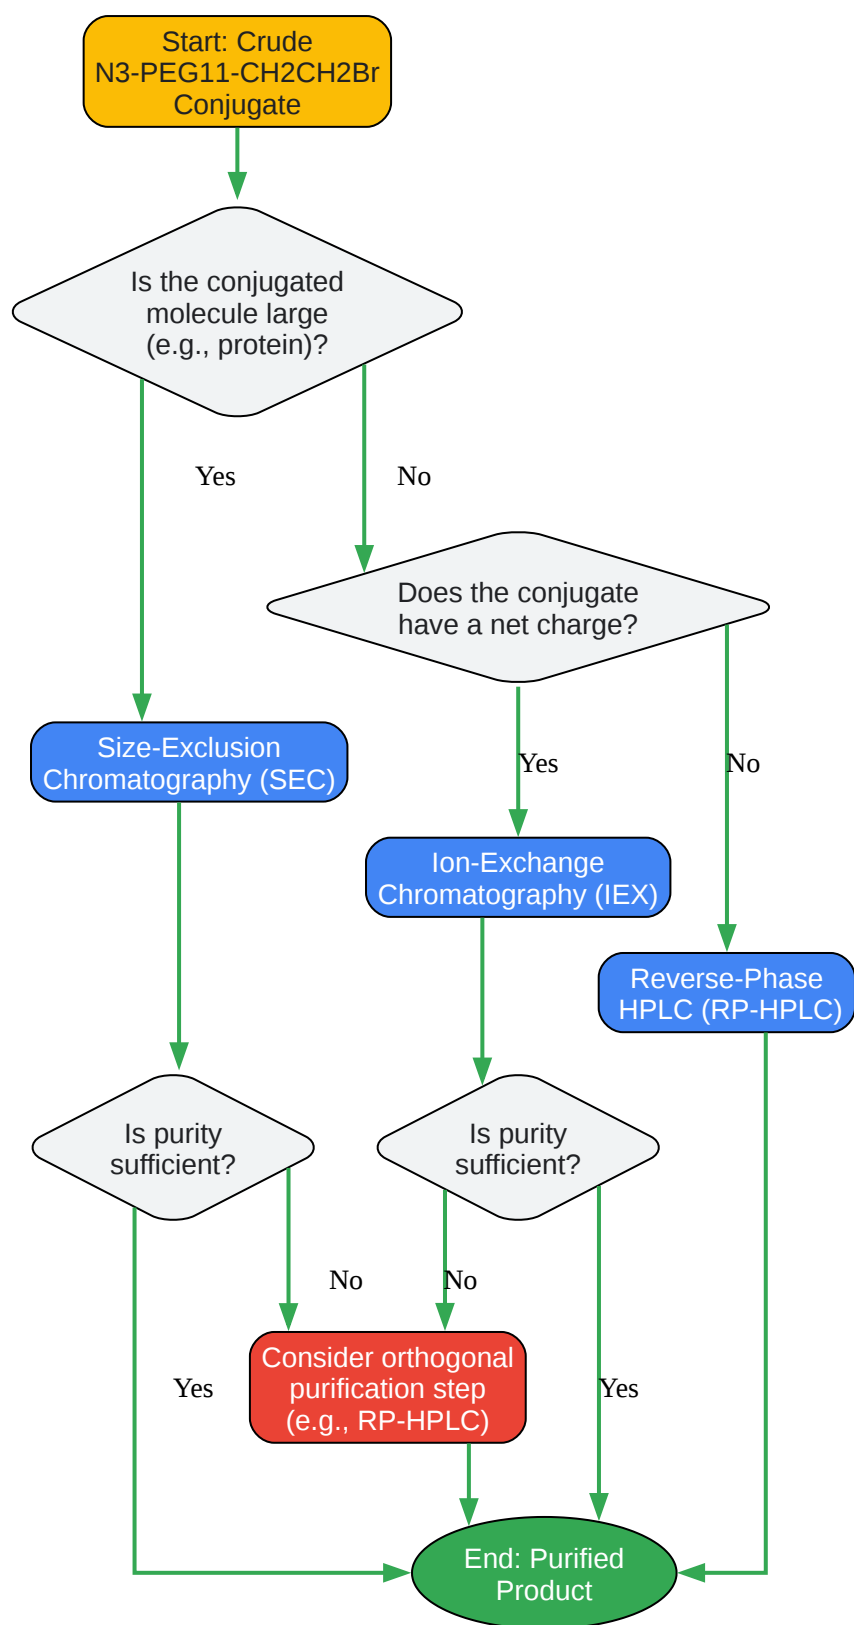 Start: Crude
N3-PEG11-CH2CH2Br
Conjugate
Is the conjugated
molecule large
(e.g., protein)?
Yes
No
Does the conjugate
have a net charge?
Size-Exclusion
Chromatography (SEC)
Yes
No
Ion-Exchange
Chromatography (IEX)
Reverse-Phase
HPLC (RP-HPLC)
Is purity
sufficient?
Is purity
sufficient?
No
No
Consider orthogonal
purification step
(e.g., RP-HPLC)
Yes
Yes
End: Purified
Product